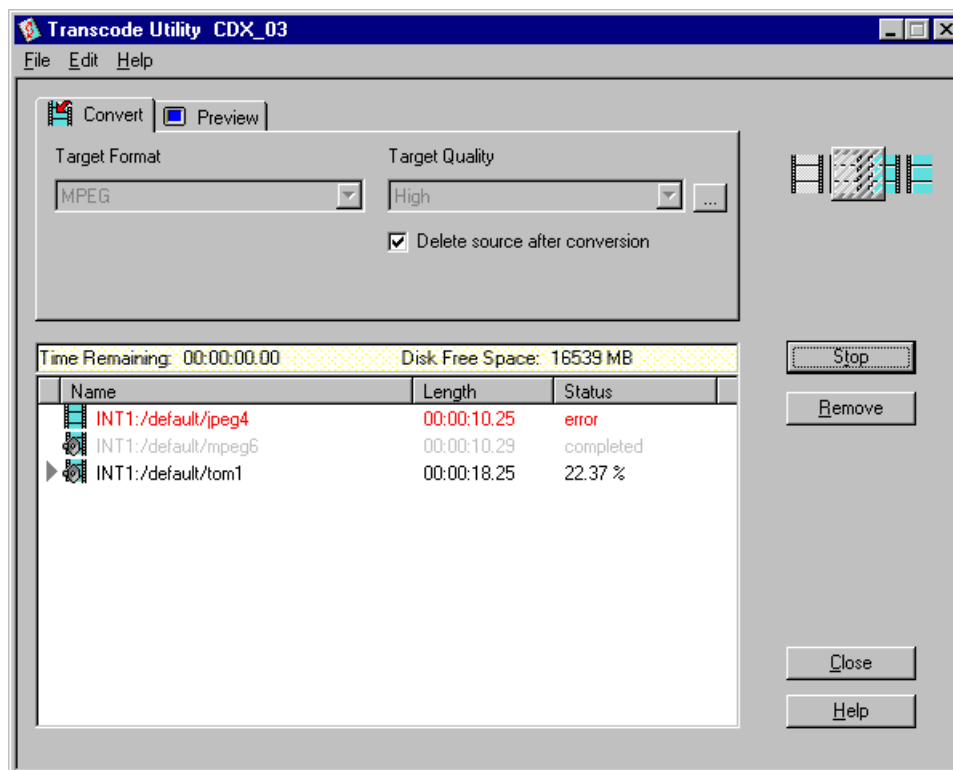 Transcode Utility CDX_03
File Edit Help
Convert Preview
Target Format Target Quality
MPEG High ...
Delete source after conversion
Time Remaining: 00:00:00.00 Disk Free Space: 16539 MB
Stop
Name Length Status
INT1:/default/jpeg4 00:00:10.25 error
Remove
INT1:/default/mpeg6 00:00:10.29 completed
INT1:/default/tom1 00:00:18.25 22.37 %
Close
Help